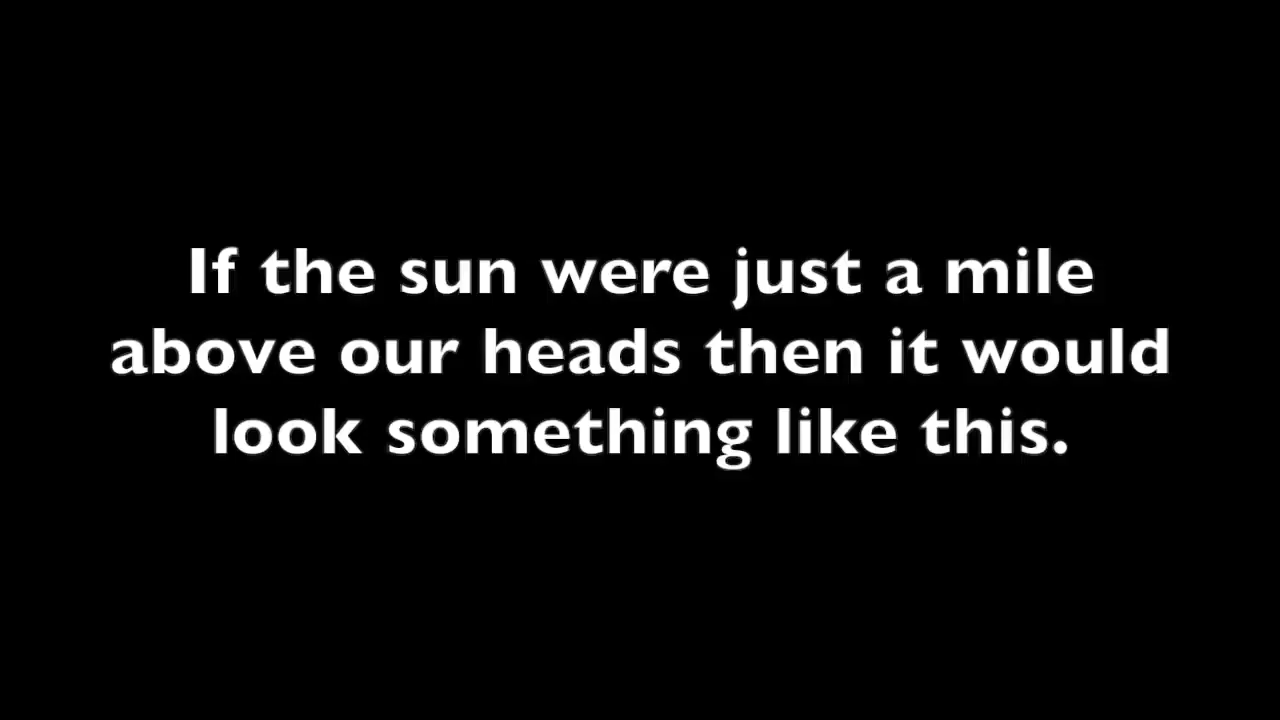 If the sun were just a mile
above our heads then it would
look something like this.